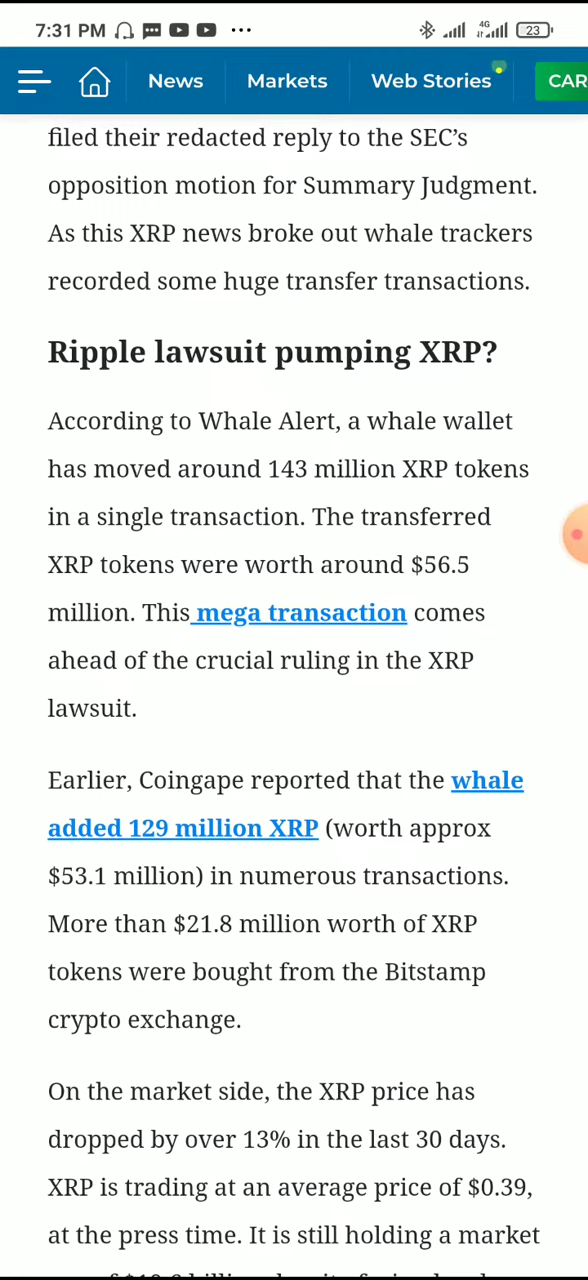 7:31 PM 4G 23
News Markets Web Stories CAR
filed their redacted reply to the SEC’s
opposition motion for Summary Judgment.
As this XRP news broke out whale trackers
recorded some huge transfer transactions.
Ripple lawsuit pumping XRP?
According to Whale Alert, a whale wallet
has moved around 143 million XRP tokens
in a single transaction. The transferred
XRP tokens were worth around $56.5
million. This mega transaction comes
ahead of the crucial ruling in the XRP
lawsuit.
Earlier, Coingape reported that the whale
added 129 million XRP (worth approx
$53.1 million) in numerous transactions.
More than $21.8 million worth of XRP
tokens were bought from the Bitstamp
crypto exchange.
On the market side, the XRP price has
dropped by over 13% in the last 30 days.
XRP is trading at an average price of $0.39,
at the press time. It is still holding a market